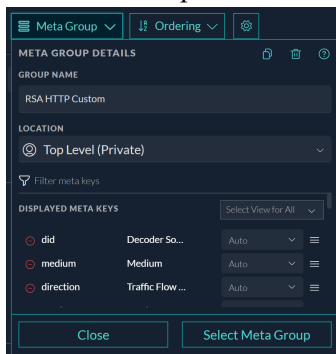 Meta Group Ordering
META GROUP DETAILS
GROUP NAME
RSA HTTP Custom
LOCATION
Top Level (Private)
Filter meta keys
DISPLAYED META KEYS Select View for All
did Decoder So... Auto
medium Medium Auto
direction Traffic Flow ... Auto
Close Select Meta Group